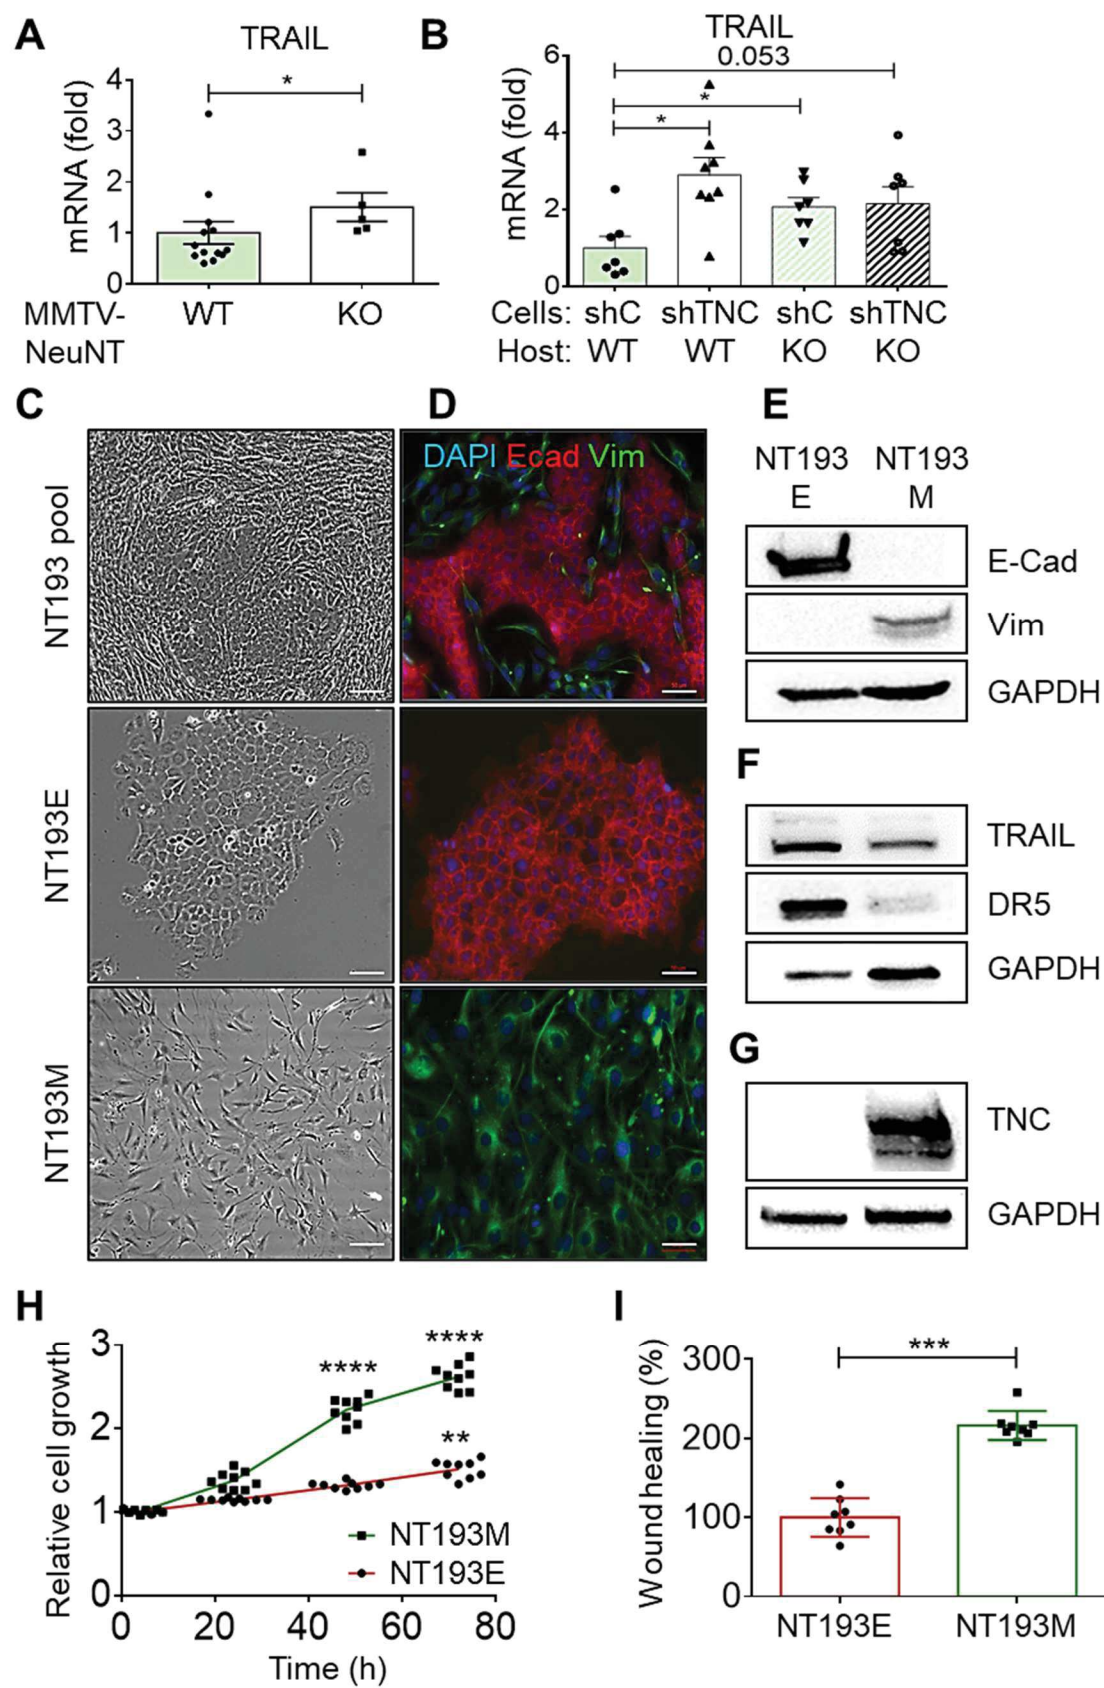 A
TRAIL
mRNA (fold)
4
3
2
1
0
*
MMTV-
NeuNT
WT
KO
B
TRAIL
mRNA (fold)
6
4
2
0
0.053
*
*
Cells: shC shTNC shC shTNC
Host: WT WT KO KO
C
NT193 pool
NT193E
NT193M
D
DAPI Ecad Vim
E
NT193 NT193
E M
E-Cad
Vim
GAPDH
F
TRAIL
DR5
GAPDH
G
TNC
GAPDH
H
Relative cell growth
3
2
1
0
****
****
**
NT193M
NT193E
0 20 40 60 80
Time (h)
I
Wound healing (%)
300
200
100
0
***
NT193E NT193M